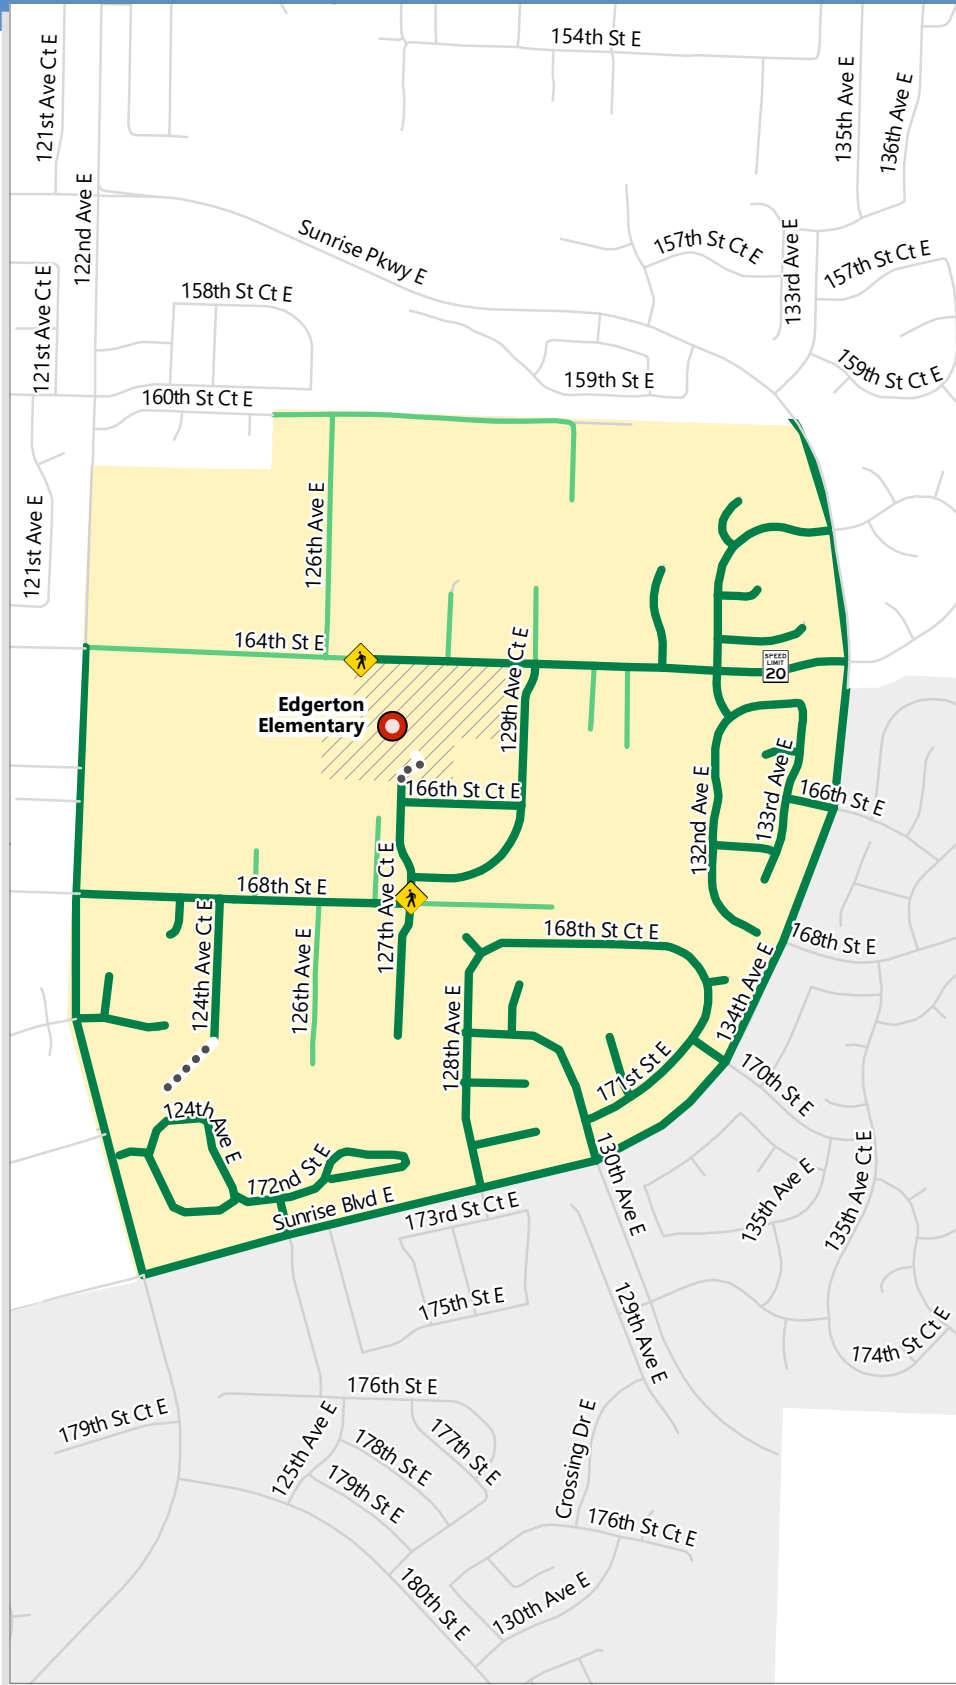 154th St E
121st Ave Ct E
135th Ave E
136th Ave E
122nd Ave E
Sunrise Pkwy E
157th St Ct E
133rd Ave E
157th St Ct E
121st Ave Ct E
158th St Ct E
159th St E
159th St Ct E
160th St Ct E
121st Ave E
126th Ave E
164th St E
129th Ave Ct E
SPEED
LIMIT
20
Edgerton
Elementary
166th St Ct E
132nd Ave E
133rd Ave E
166th St E
168th St E
127th Ave Ct E
124th Ave Ct E
126th Ave E
168th St Ct E
168th St E
134th Ave E
128th Ave E
171st St E
170th St E
124th Ave E
172nd St E
Sunrise Blvd E
173rd St Ct E
130th Ave E
135th Ave E
135th Ave Ct E
175th St E
129th Ave E
174th St Ct E
176th St E
179th St Ct E
125th Ave E
178th St E
177th St E
179th St E
Crossing Dr E
176th St Ct E
180th St E
130th Ave E